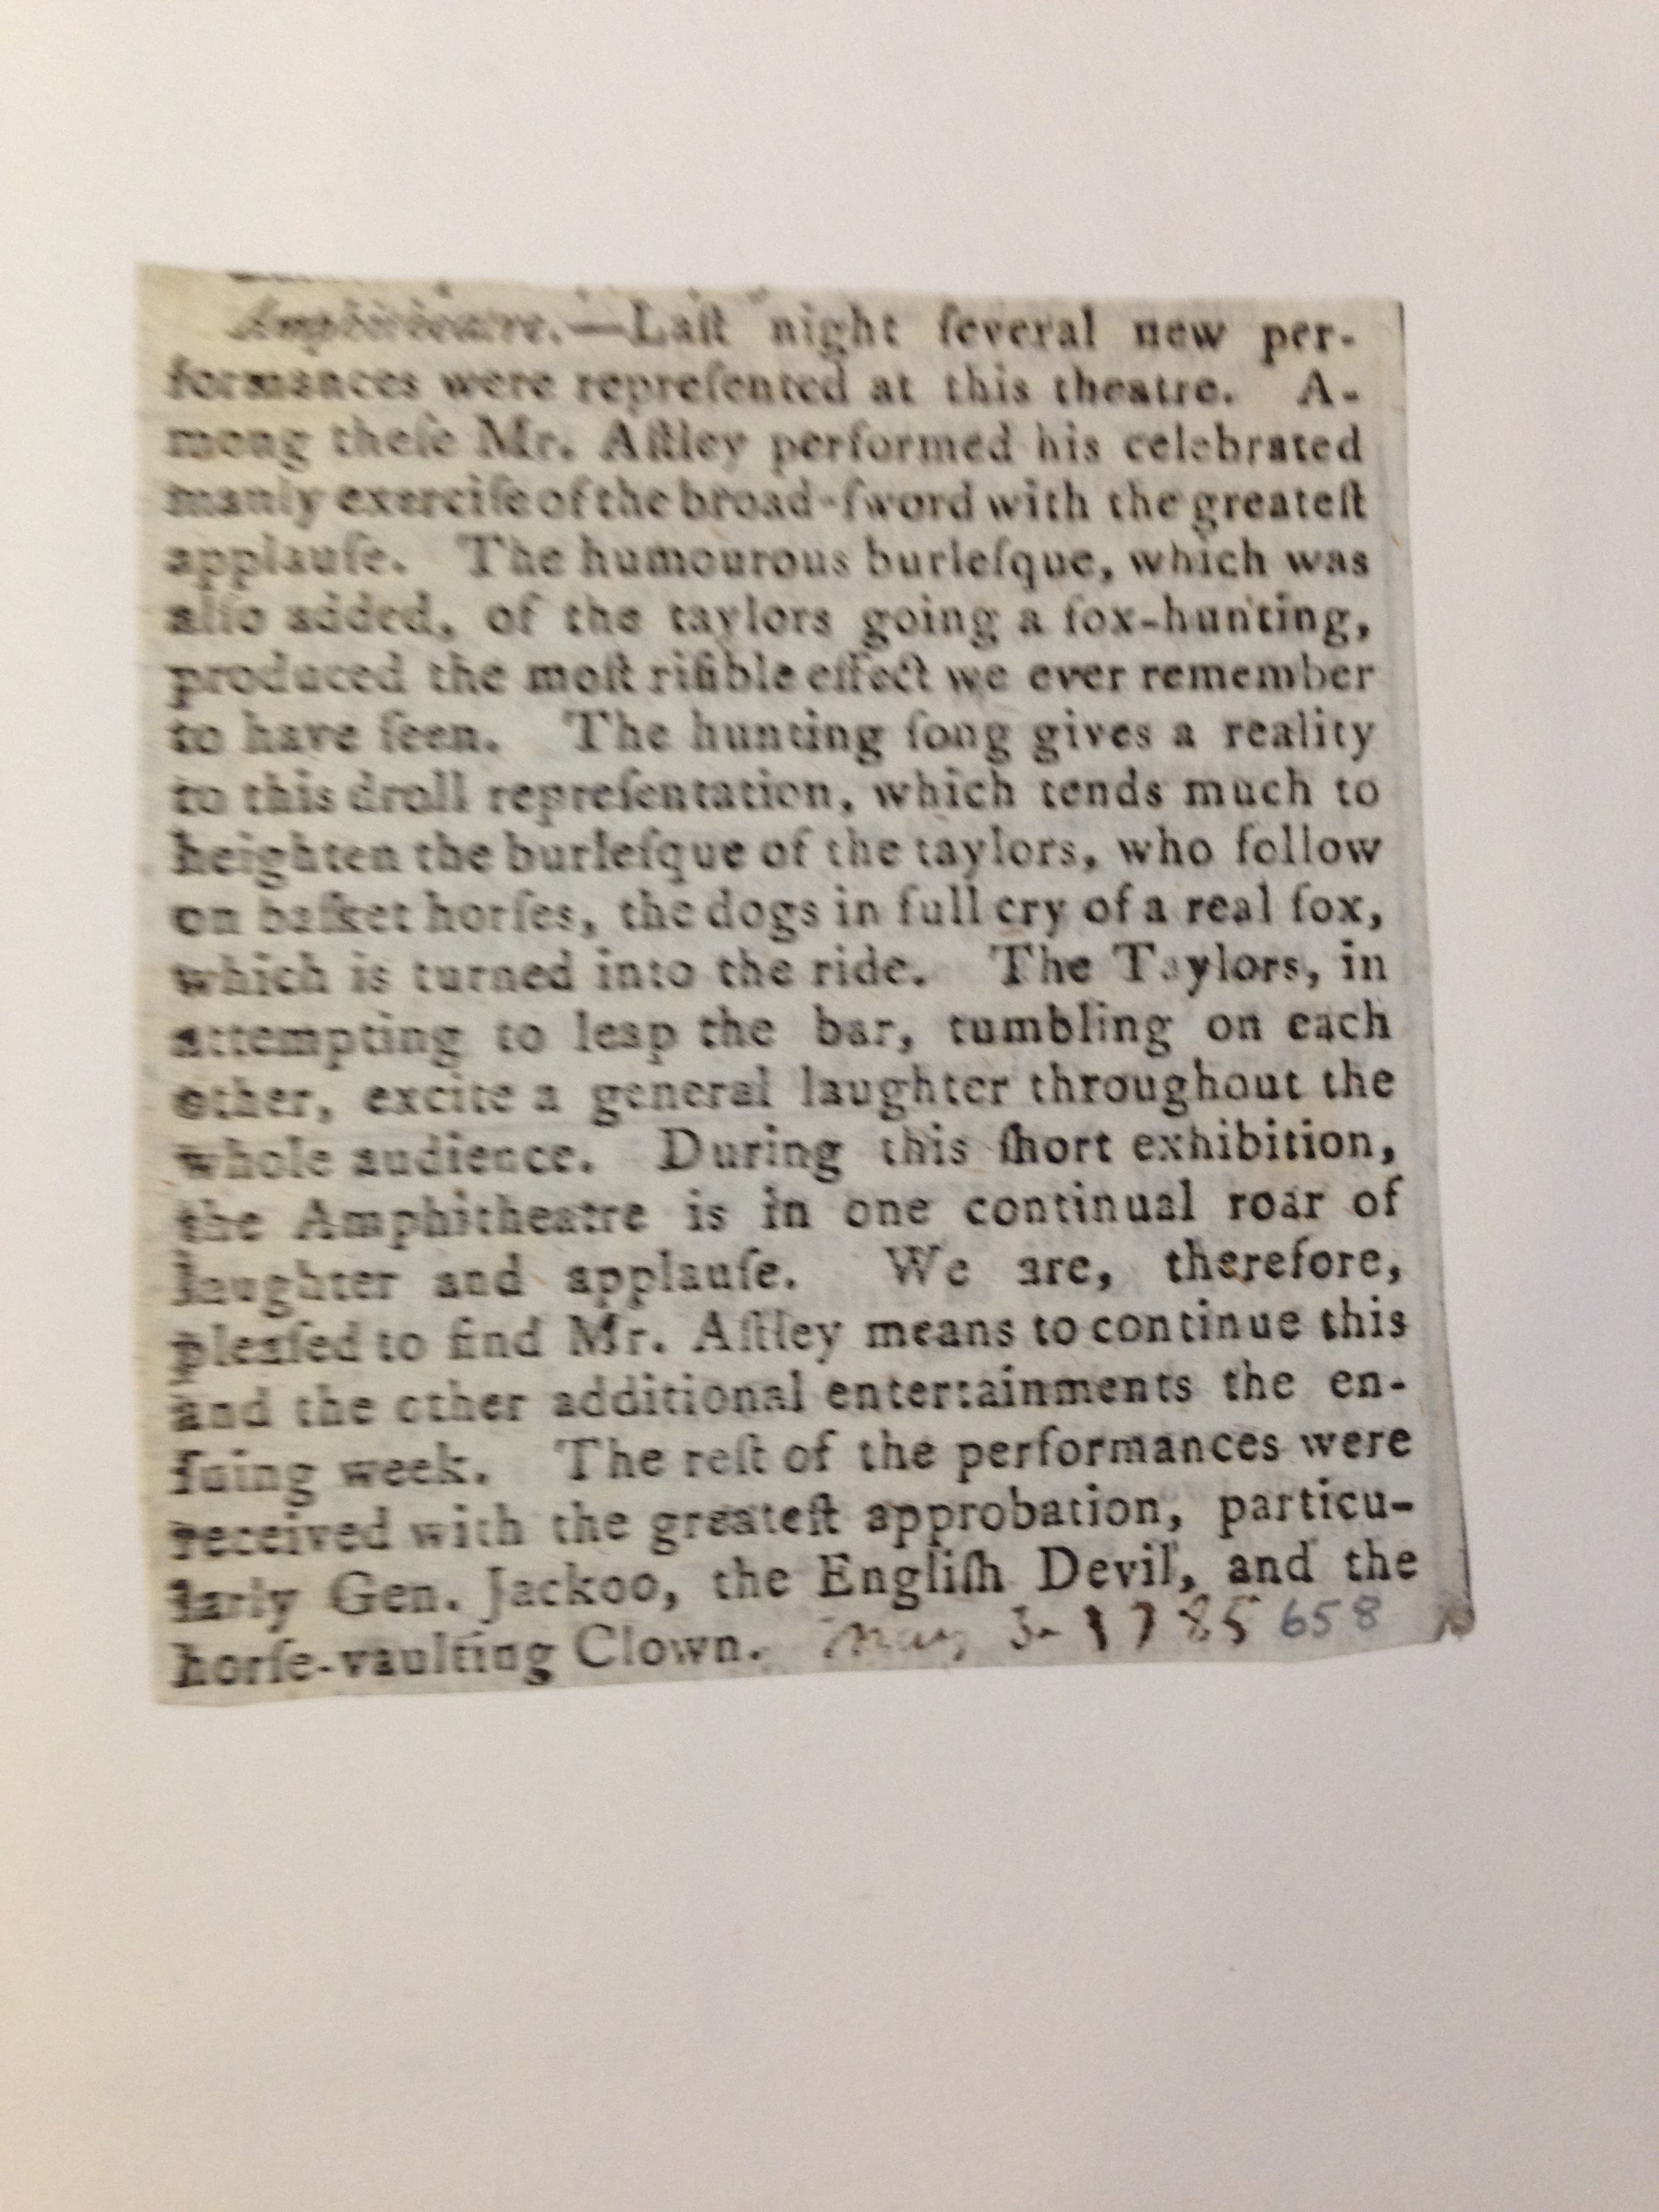 Amphitheatre.—Laſt night ſeveral new per-
formances were repreſented at this theatre. A-
mong theſe Mr. Aſtley performed his celebrated
manly exerciſe of the broad-ſword with the greateſt
applauſe. The humourous burleſque, which was
alſo added, of the taylors going a fox-hunting,
produced the moſt riſible effect we ever remember
to have ſeen. The hunting ſong gives a reality
to this droll repreſentation, which tends much to
heighten the burleſque of the taylors, who follow
on baſket horſes, the dogs in full cry of a real fox,
which is turned into the ride. The Taylors, in
attempting to leap the bar, tumbling on each
other, excite a general laughter throughout the
whole audience. During this ſhort exhibition,
the Amphitheatre is in one continual roar of
laughter and applauſe. We are, therefore,
pleaſed to find Mr. Aſtley means to continue this
and the other additional entertainments the en-
ſuing week. The reſt of the performances were
received with the greateſt approbation, particu-
larly Gen. Jackoo, the Engliſh Devil, and the
horſe-vaulting Clown. May 3 1785 658